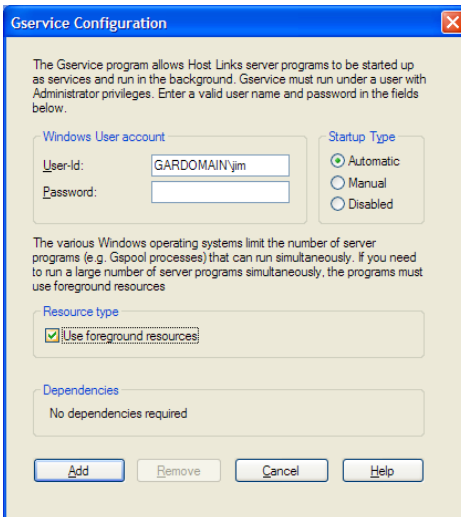 Gservice Configuration
The Gservice program allows Host Links server programs to be started up
as services and run in the background. Gservice must run under a user with
Administrator privileges. Enter a valid user name and password in the fields
below.
Windows User account
User-Id:
GARDOMAIN\jim
Password:
Startup Type
Automatic
Manual
Disabled
The various Windows operating systems limit the number of server
programs (e.g. Gspool processes) that can run simultaneously. If you need
to run a large number of server programs simultaneously, the programs must
use foreground resources
Resource type
Use foreground resources
Dependencies
No dependencies required
Add
Remove
Cancel
Help